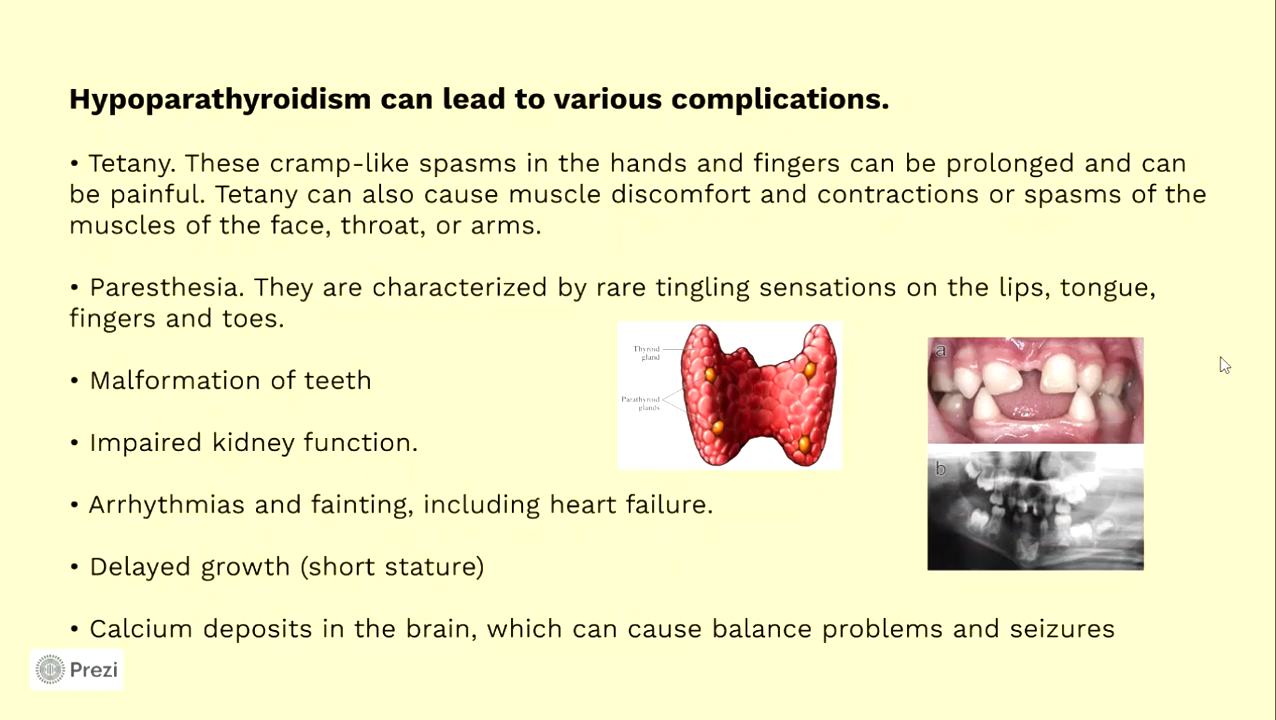 Hypoparathyroidism can lead to various complications.
• Tetany. These cramp-like spasms in the hands and fingers can be prolonged and can
be painful. Tetany can also cause muscle discomfort and contractions or spasms of the
muscles of the face, throat, or arms.
• Paresthesia. They are characterized by rare tingling sensations on the lips, tongue,
fingers and toes.
Thyroid
gland
Parathyroid
glands
a
b
• Malformation of teeth
• Impaired kidney function.
• Arrhythmias and fainting, including heart failure.
• Delayed growth (short stature)
• Calcium deposits in the brain, which can cause balance problems and seizures
Prezi